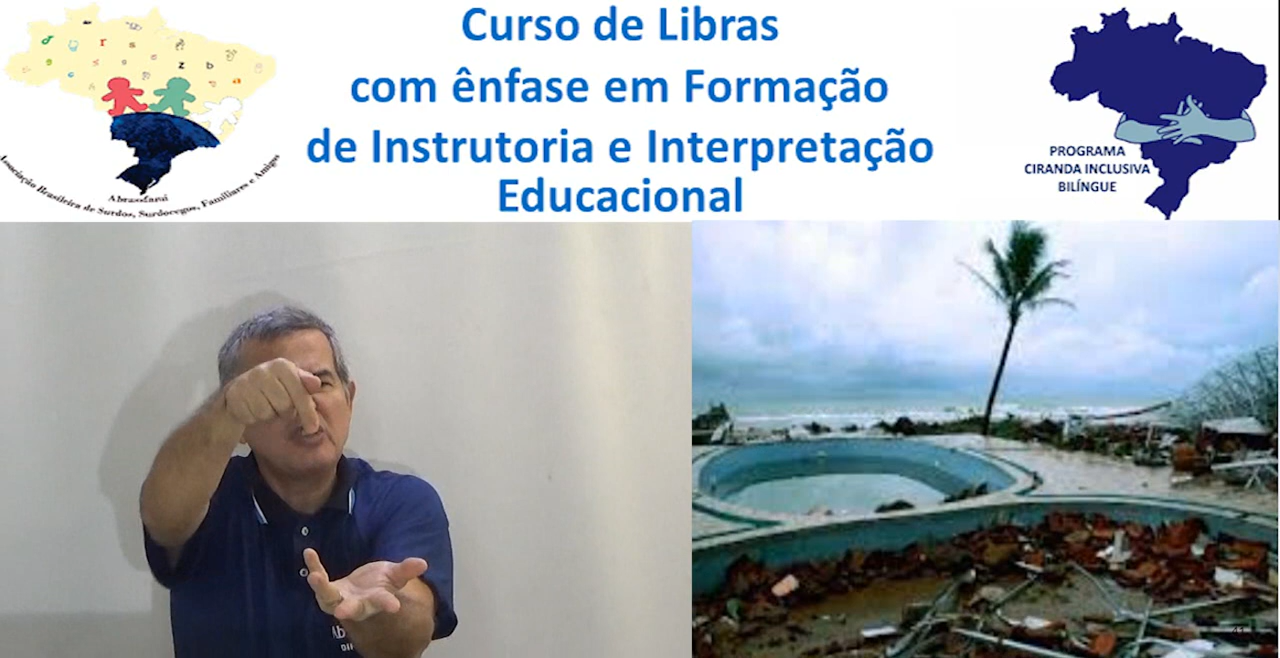 Curso de Libras
com ênfase em Formação
de Instrutoria e Interpretação
Educacional
Abrassfami
Associação Brasileira de Surdos, Surdocegos, Familiares e Amigos
PROGRAMA
CIRANDA INCLUSIVA
BILÍNGUE